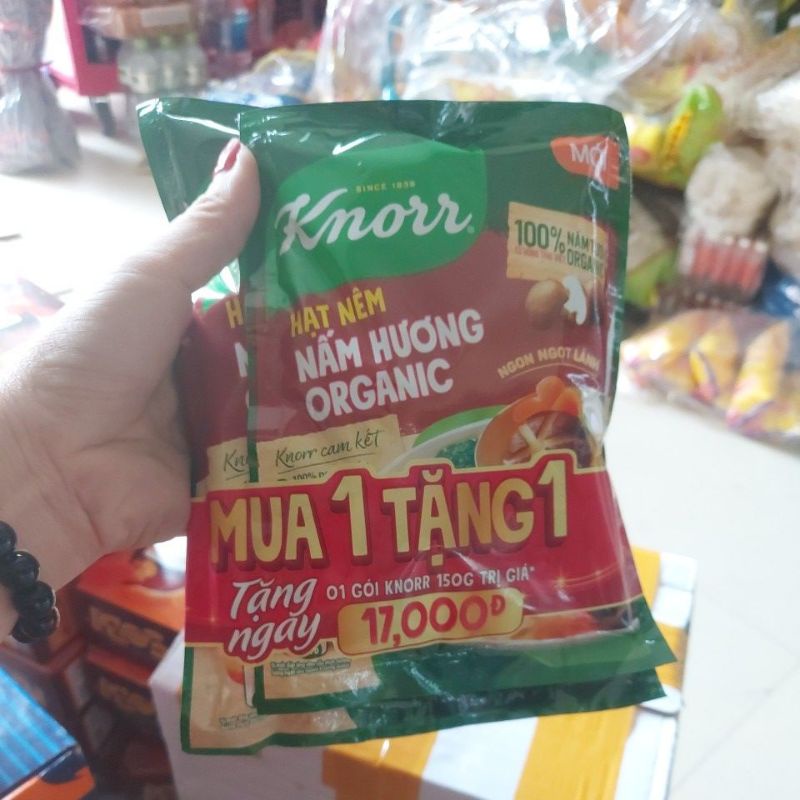 MỚI
SINCE 1838
Knorr
100%
NẤM
ORGANIC
HẠT NÊM
NẤM HƯƠNG
ORGANIC
NGON NGỌT LÀNH
Knorr cam kết
MUA 1 TẶNG 1
Tặng
ngay
01 GÓI KNORR 150G TRỊ GIÁ*
17,000Đ